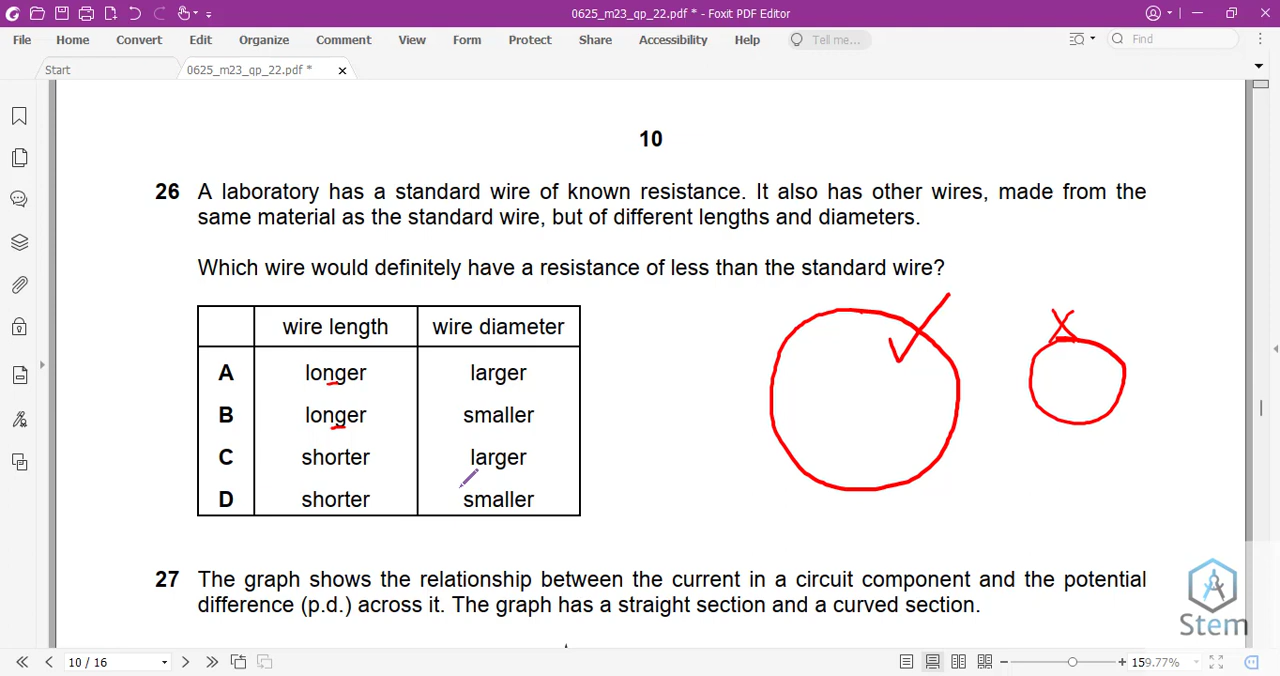 0625_m23_qp_22.pdf * - Foxit PDF Editor
File Home Convert Edit Organize Comment View Form Protect Share Accessibility Help Tell me... Find
Start 0625_m23_qp_22.pdf *
10
26 A laboratory has a standard wire of known resistance. It also has other wires, made from the
same material as the standard wire, but of different lengths and diameters.
Which wire would definitely have a resistance of less than the standard wire?
wire length wire diameter
A longer larger
B longer smaller
C shorter larger
D shorter smaller
27 The graph shows the relationship between the current in a circuit component and the potential
difference (p.d.) across it. The graph has a straight section and a curved section.
Stem
10 / 16 159.77%